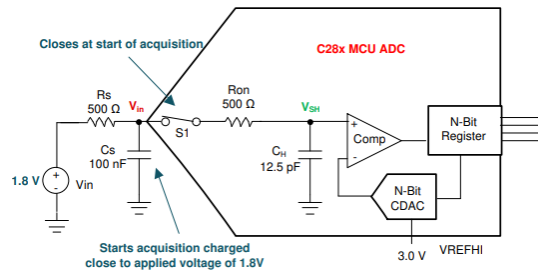 Closes at start of acquisition
C28x MCU ADC
Rs
500 Ω
Vin
Ron
500 Ω
VSH
S1
N-Bit
Register
Comp
+
-
Cs
100 nF
CH
12.5 pF
1.8 V
+
-
Vin
N-Bit
CDAC
Starts acquisition charged
close to applied voltage of 1.8V
3.0 V
VREFHI